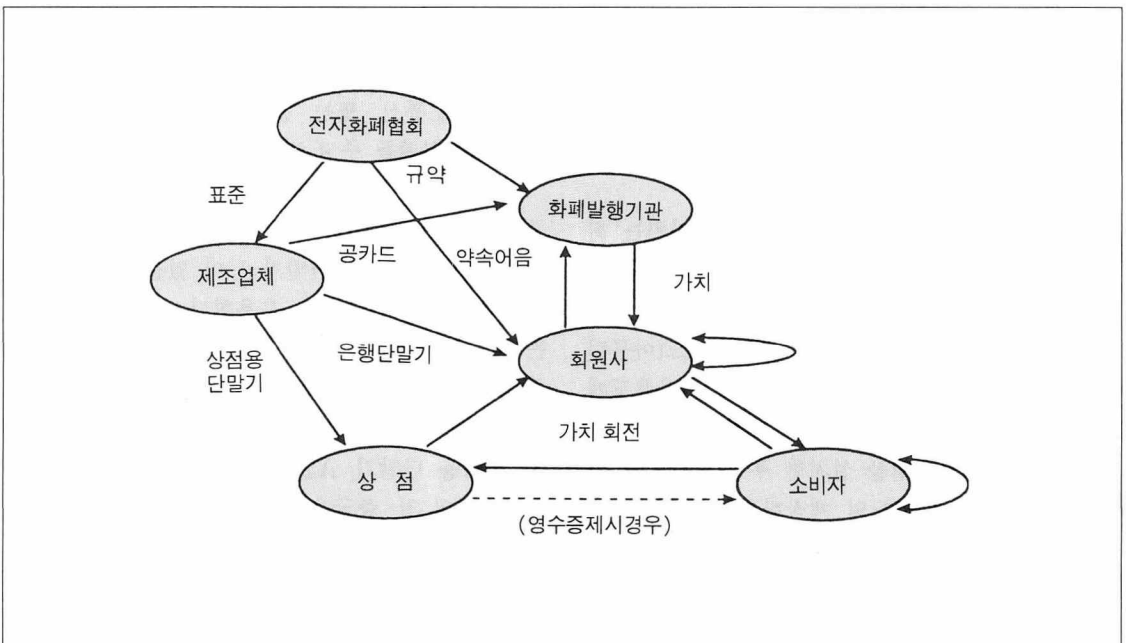 전자화폐협회
규약
표준
화폐발행기관
공카드
약속어음
제조업체
가치
은행단말기
상점용
단말기
회원사
가치 회전
상 점
소비자
(영수증제시경우)